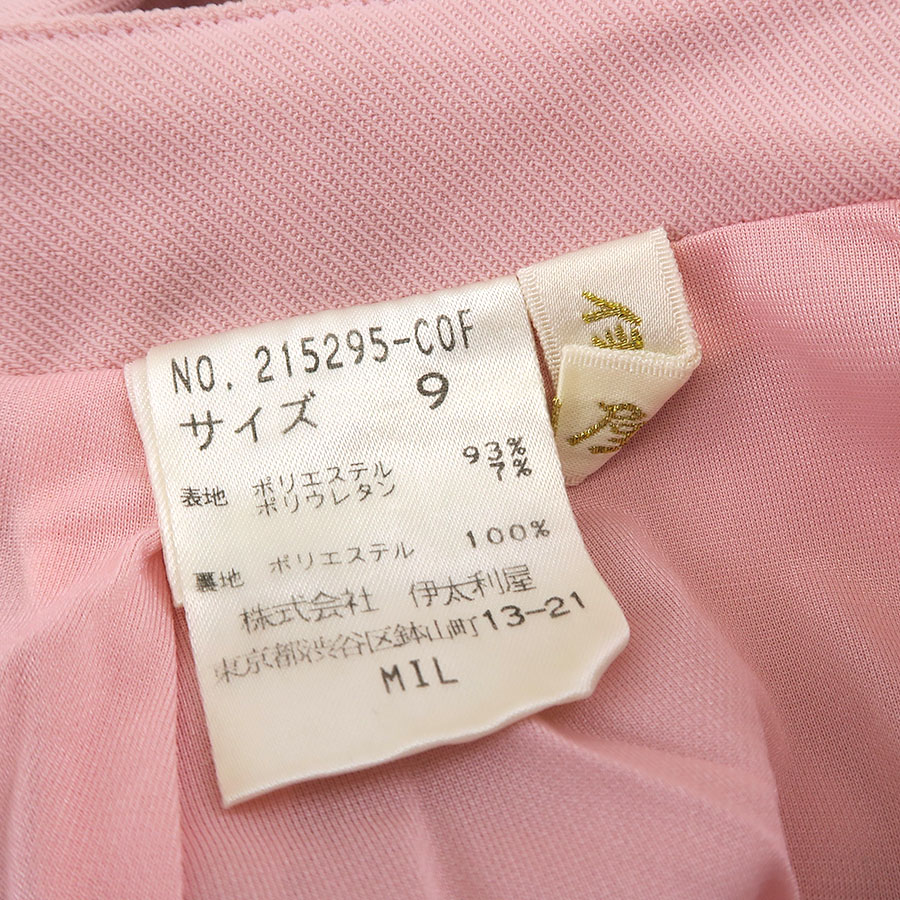 NO. 215295-COF
サイズ 9
表地 ポリエステル 93%
ポリウレタン 7%
裏地 ポリエステル 100%
株式会社 伊太利屋
東京都渋谷区鉢山町13-21
MIL